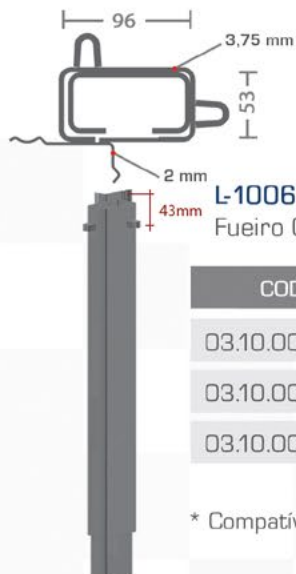 96
3,75 mm
53
2 mm
43mm
L-1006
Fueiro
COD
03.10.00
03.10.00
03.10.00
* Compatív